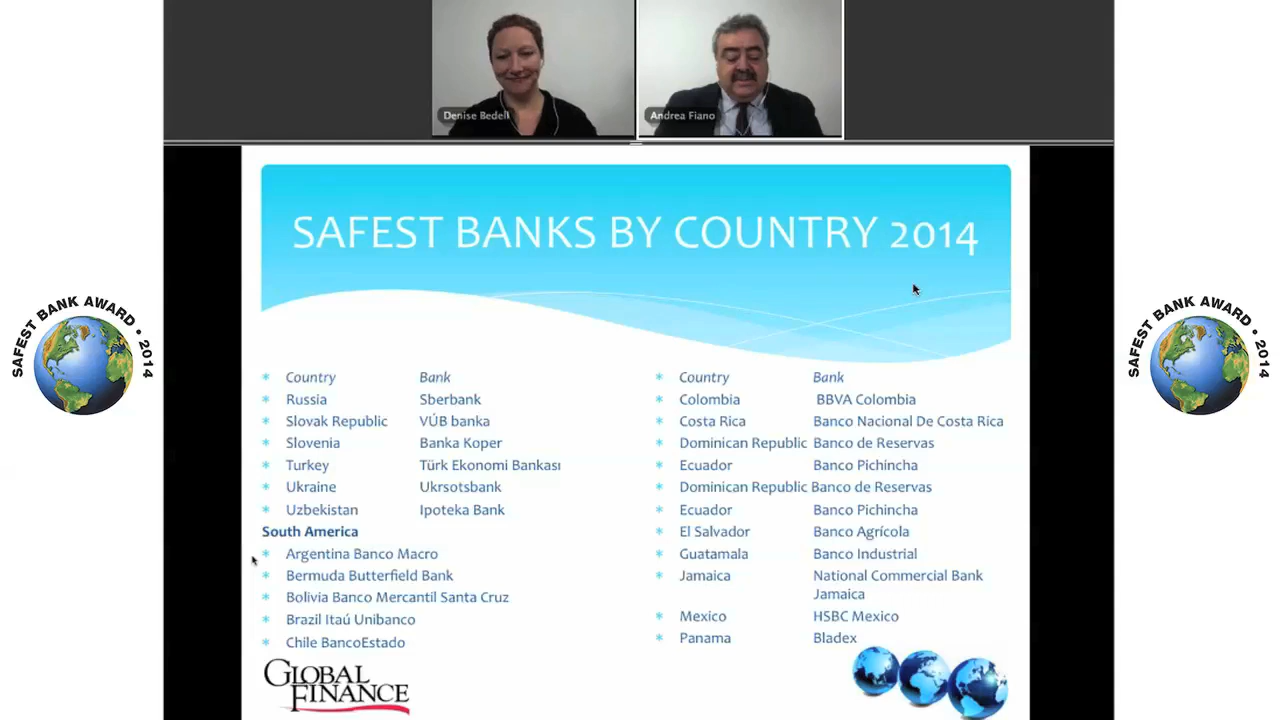 Denise Bedell
Andrea Fiano
SAFEST BANKS BY COUNTRY 2014
SAFEST BANK AWARD • 2014
SAFEST BANK AWARD • 2014
* Country Bank
* Russia Sberbank
* Slovak Republic VÚB banka
* Slovenia Banka Koper
* Turkey Türk Ekonomi Bankası
* Ukraine Ukrsotsbank
* Uzbekistan Ipoteka Bank
South America
* Argentina Banco Macro
* Bermuda Butterfield Bank
* Bolivia Banco Mercantil Santa Cruz
* Brazil Itaú Unibanco
* Chile BancoEstado
* Country Bank
* Colombia BBVA Colombia
* Costa Rica Banco Nacional De Costa Rica
* Dominican Republic Banco de Reservas
* Ecuador Banco Pichincha
* Dominican Republic Banco de Reservas
* Ecuador Banco Pichincha
* El Salvador Banco Agrícola
* Guatamala Banco Industrial
* Jamaica National Commercial Bank
Jamaica
* Mexico HSBC Mexico
* Panama Bladex
GLOBAL
FINANCE